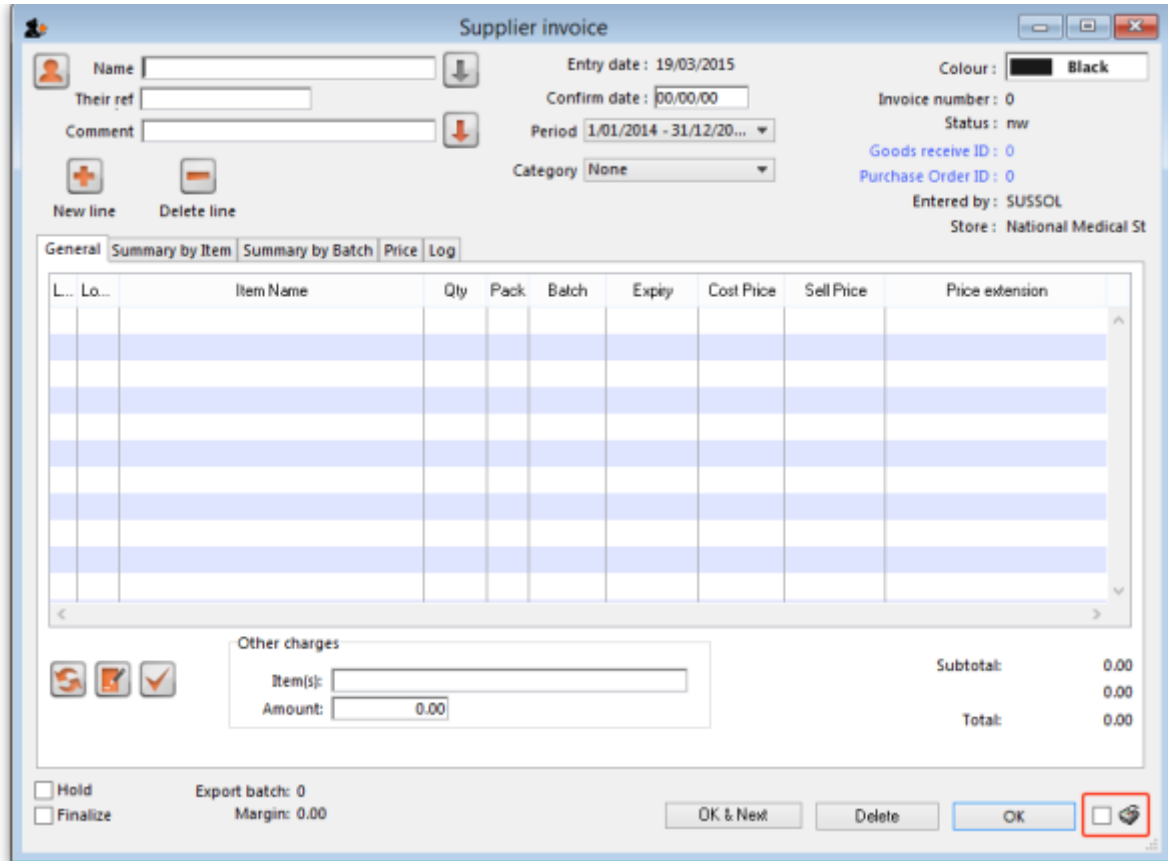 Supplier invoice
Name
Entry date : 19/03/2015
Colour : Black
Their ref
Confirm date : 00/00/00
Invoice number : 0
Comment
Period 1/01/2014 - 31/12/20...
Status : nw
Goods receive ID : 0
Category None
Purchase Order ID : 0
New line Delete line
Entered by : SUSSOL
Store : National Medical St
General Summary by Item Summary by Batch Price Log
L... Lo... Item Name Qty Pack Batch Expiry Cost Price Sell Price Price extension
Other charges
Item(s):
Amount: 0.00
Subtotal: 0.00
0.00
Total: 0.00
Hold Export batch: 0
Finalize Margin: 0.00
OK & Next Delete OK